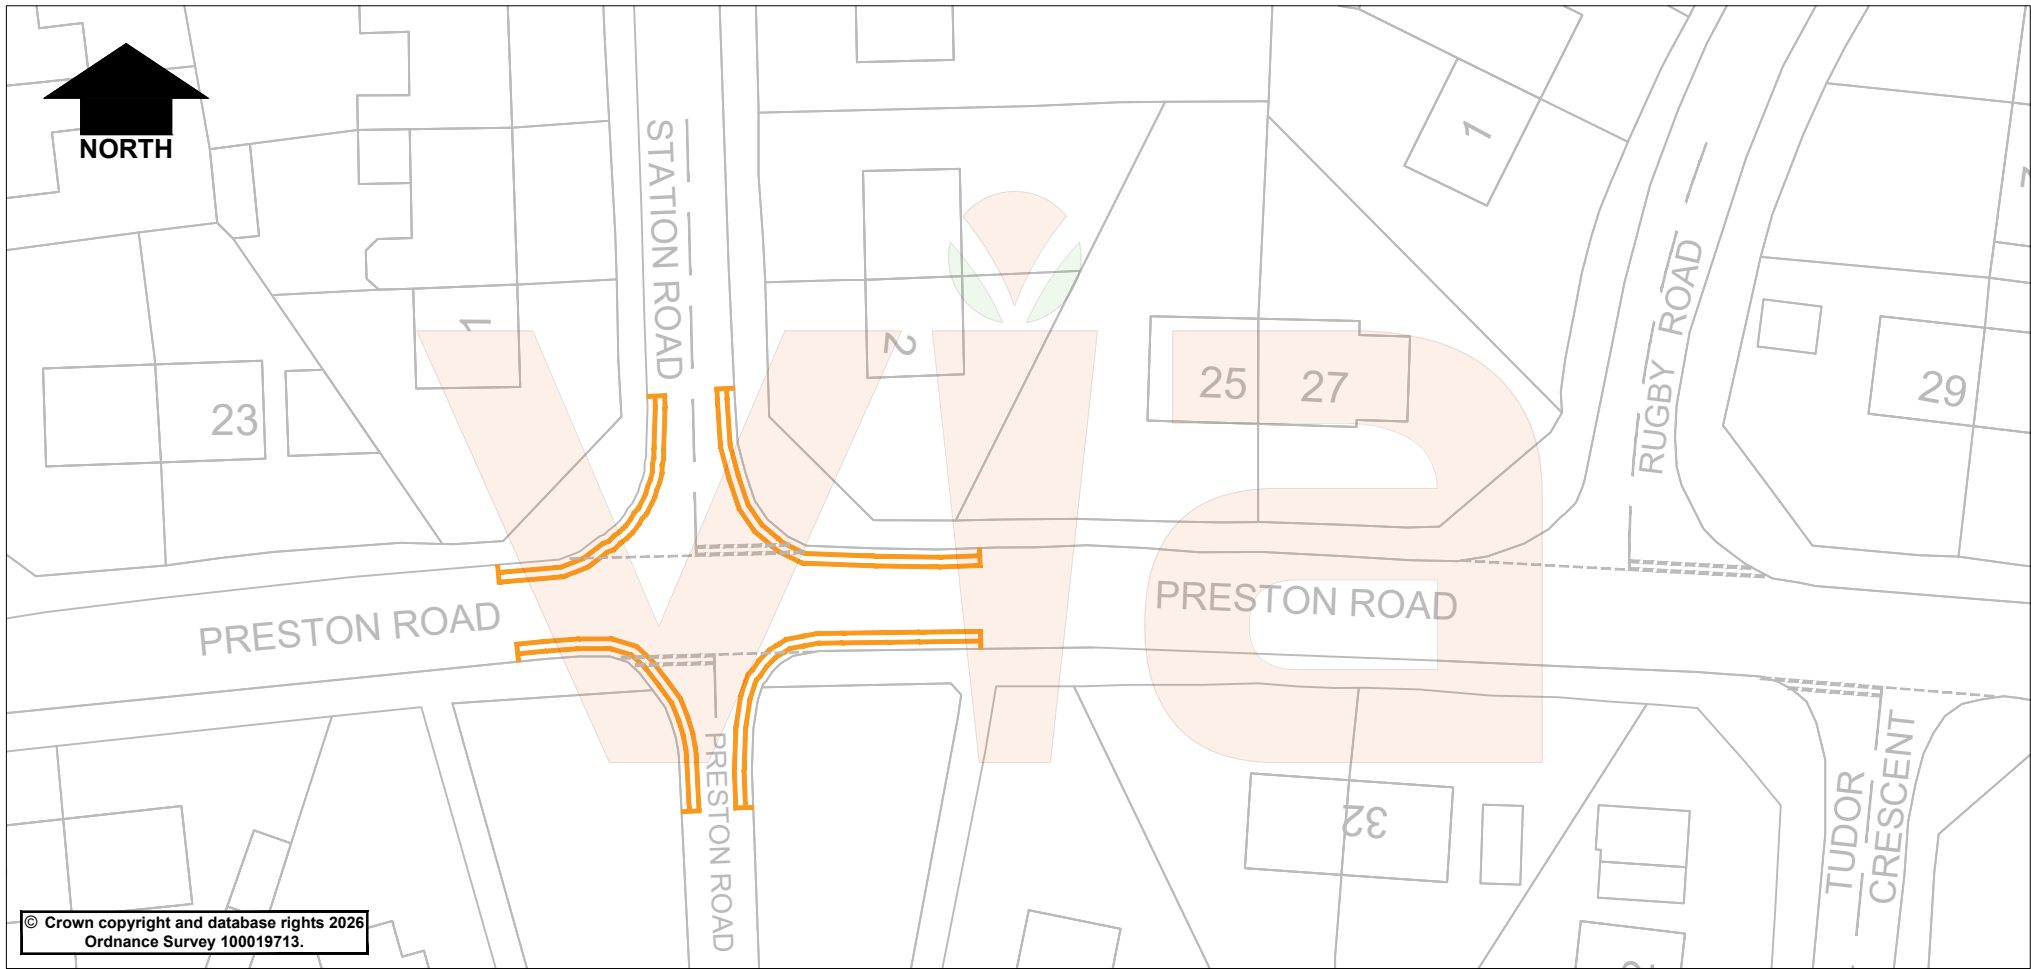 NORTH
STATION ROAD
1
2
23
25
27
1
RUGBY ROAD
29
PRESTON ROAD
PRESTON ROAD
PRESTON ROAD
32
TUDOR
CRESCENT
via
© Crown copyright and database rights 2026
Ordnance Survey 100019713.